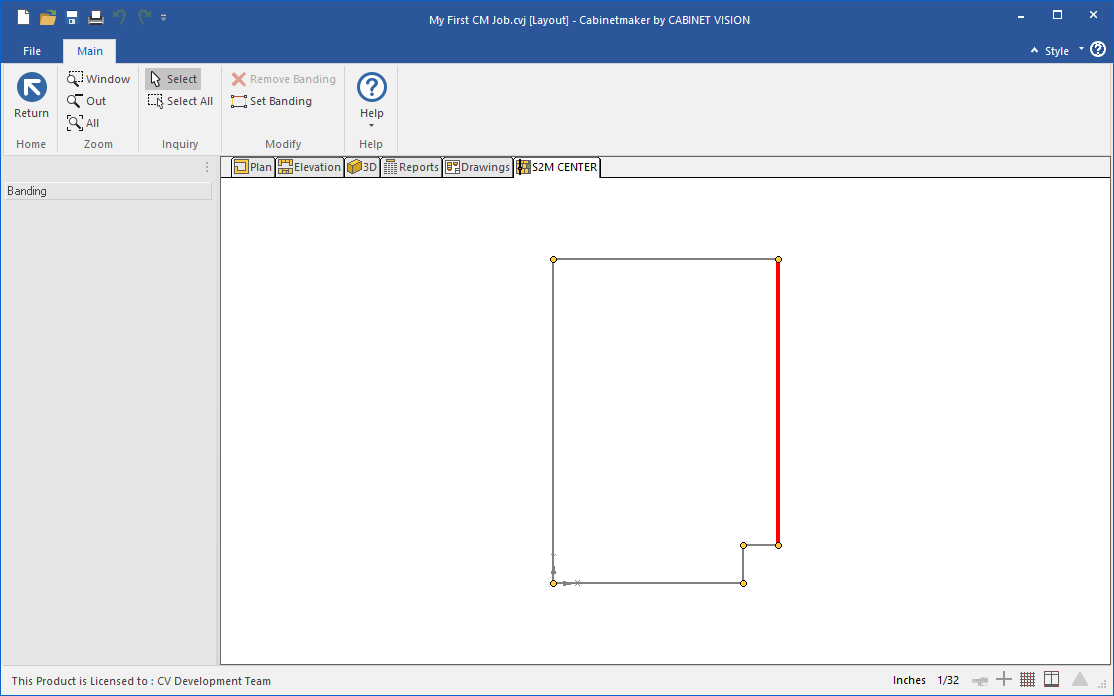 My First CM Job.cvj [Layout] - Cabinetmaker by CABINET VISION
File
Main
Style
Return
Home
Window
Out
All
Zoom
Select
Select All
Inquiry
Remove Banding
Set Banding
Modify
Help
Help
Banding
Plan
Elevation
3D
Reports
Drawings
S2M CENTER
X
This Product is Licensed to : CV Development Team
Inches
1/32